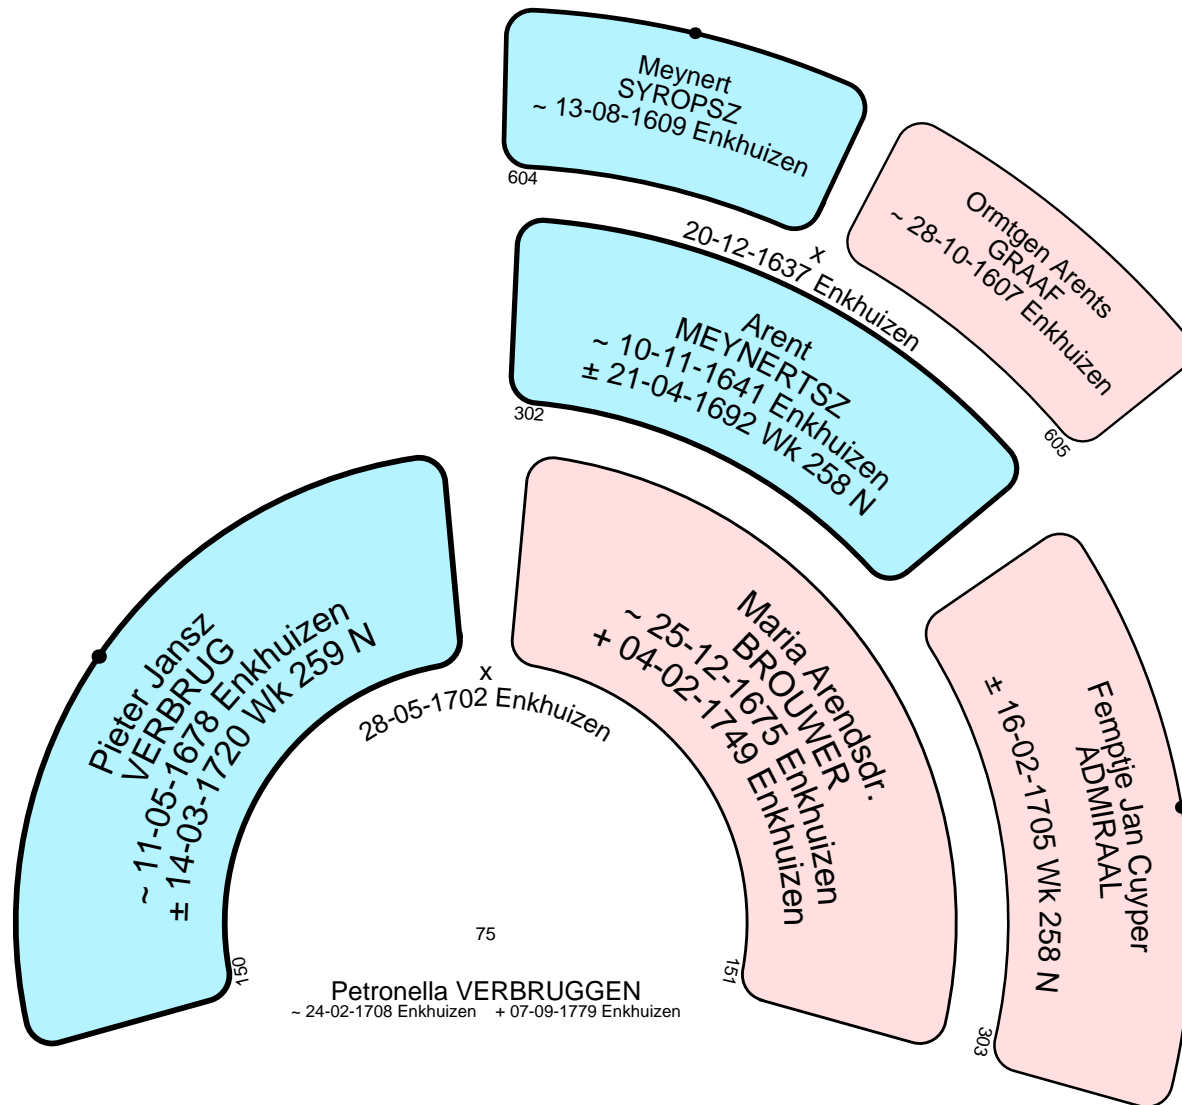 Meynert
SYROPSZ
~ 13-08-1609 Enkhuizen
604
Ormtgen Arents
GRAAF
~ 28-10-1607 Enkhuizen
605
x
20-12-1637 Enkhuizen
Arent
MEYNERTSZ
~ 10-11-1641 Enkhuizen
± 21-04-1692 Wk 258 N
302
Femptje Jan Cuyper
ADMIRAAL
± 16-02-1705 Wk 258 N
303
Pieter Jansz
VERBRUG
~ 11-05-1678 Enkhuizen
± 14-03-1720 Wk 259 N
150
x
28-05-1702 Enkhuizen
Maria Arendsdr.
BROUWER
~ 25-12-1675 Enkhuizen
+ 04-02-1749 Enkhuizen
151
75
Petronella VERBRUGGEN
~ 24-02-1708 Enkhuizen + 07-09-1779 Enkhuizen